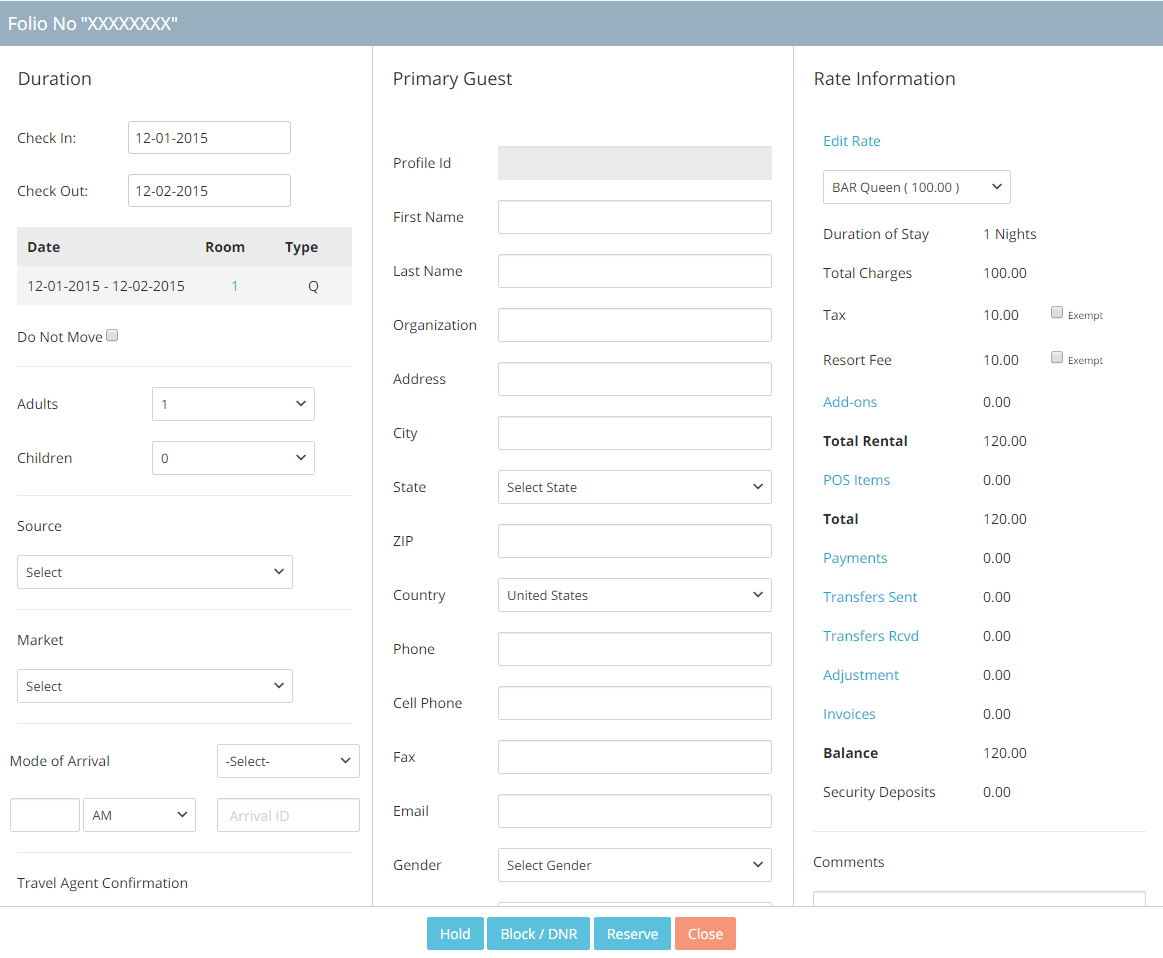 Folio No "XXXXXXXX"
Duration
Check In: 12-01-2015
Check Out: 12-02-2015
Date Room Type
12-01-2015 - 12-02-2015 1 Q
Do Not Move
Adults 1
Children 0
Source
Select
Market
Select
Mode of Arrival -Select-
AM Arrival ID
Travel Agent Confirmation
Primary Guest
Profile Id
First Name
Last Name
Organization
Address
City
State Select State
ZIP
Country United States
Phone
Cell Phone
Fax
Email
Gender Select Gender
Rate Information
Edit Rate
BAR Queen ( 100.00 )
Duration of Stay 1 Nights
Total Charges 100.00
Tax 10.00 Exempt
Resort Fee 10.00 Exempt
Add-ons 0.00
Total Rental 120.00
POS Items 0.00
Total 120.00
Payments 0.00
Transfers Sent 0.00
Transfers Rcvd 0.00
Adjustment 0.00
Invoices 0.00
Balance 120.00
Security Deposits 0.00
Comments
Hold Block / DNR Reserve Close